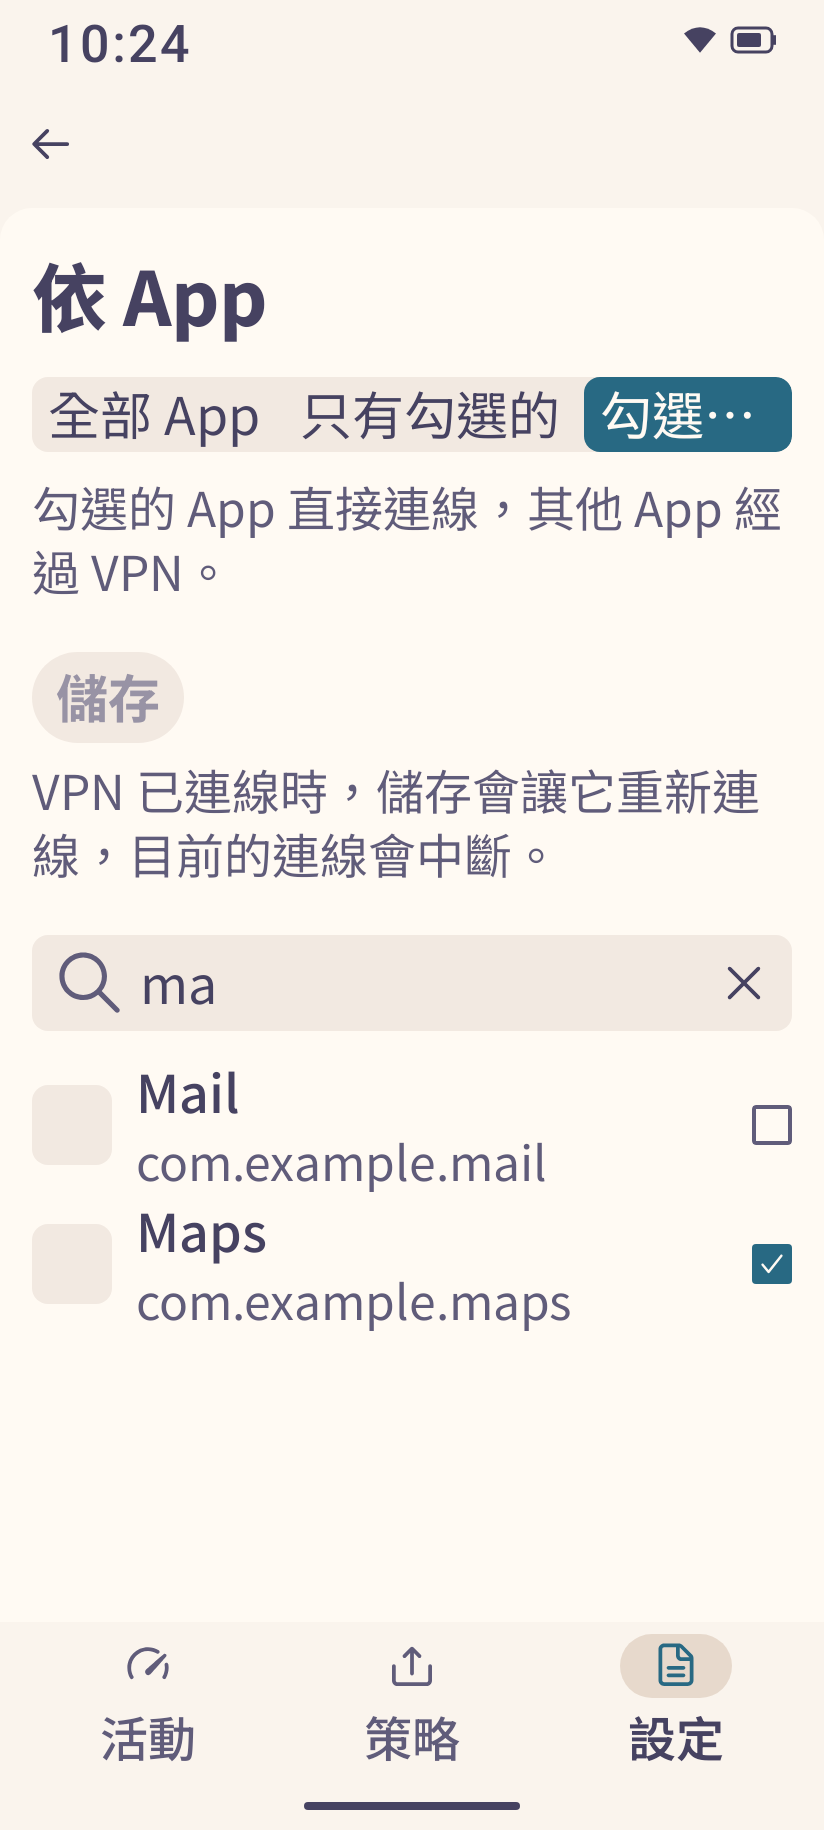 10:24
依 App
全部 App 只有勾選的 勾選…
勾選的 App 直接連線，其他 App 經
過 VPN。
儲存
VPN 已連線時，儲存會讓它重新連
線，目前的連線會中斷。
ma
Mail
com.example.mail
Maps
com.example.maps
活動 策略 設定